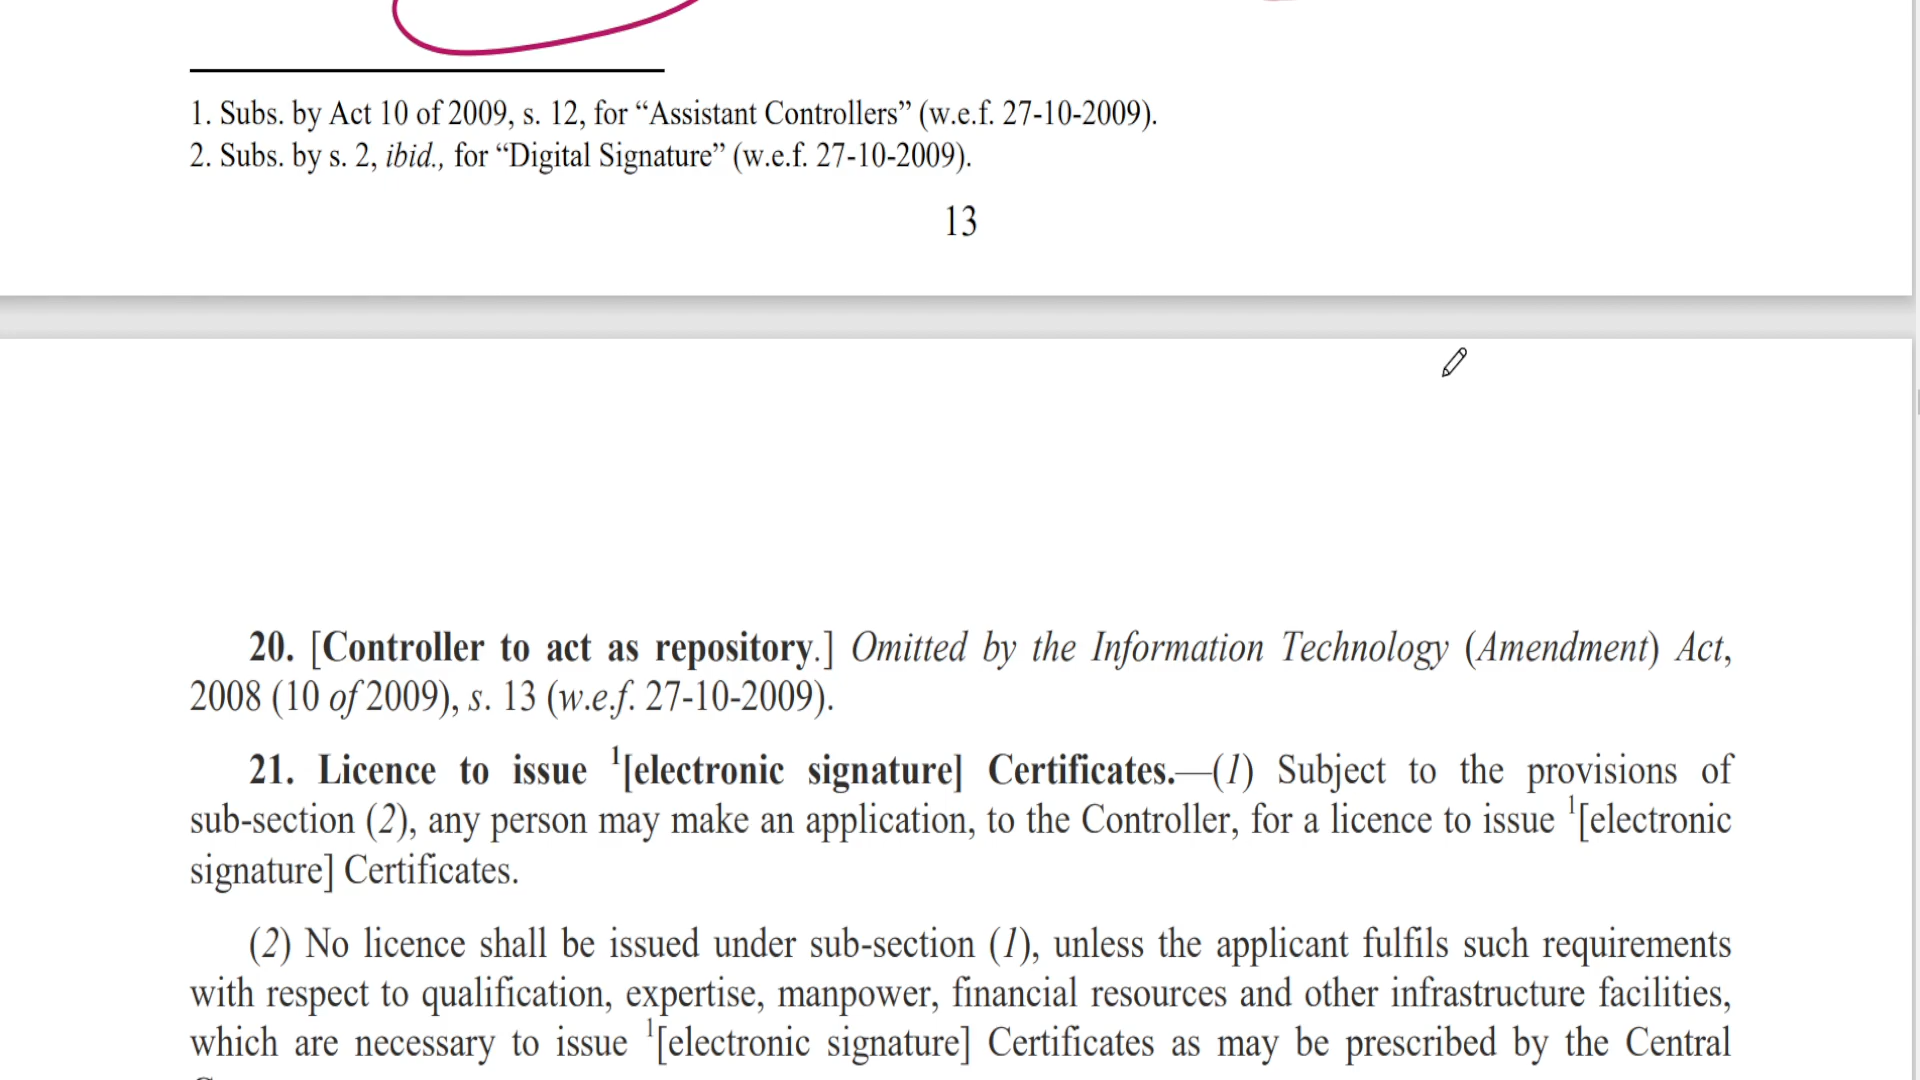 1. Subs. by Act 10 of 2009, s. 12, for “Assistant Controllers” (w.e.f. 27-10-2009).
2. Subs. by s. 2, ibid., for “Digital Signature” (w.e.f. 27-10-2009).
13
20. [Controller to act as repository.] Omitted by the Information Technology (Amendment) Act,
2008 (10 of 2009), s. 13 (w.e.f. 27-10-2009).
21. Licence to issue 1[electronic signature] Certificates.—(1) Subject to the provisions of
sub-section (2), any person may make an application, to the Controller, for a licence to issue 1[electronic
signature] Certificates.
(2) No licence shall be issued under sub-section (1), unless the applicant fulfils such requirements
with respect to qualification, expertise, manpower, financial resources and other infrastructure facilities,
which are necessary to issue 1[electronic signature] Certificates as may be prescribed by the Central